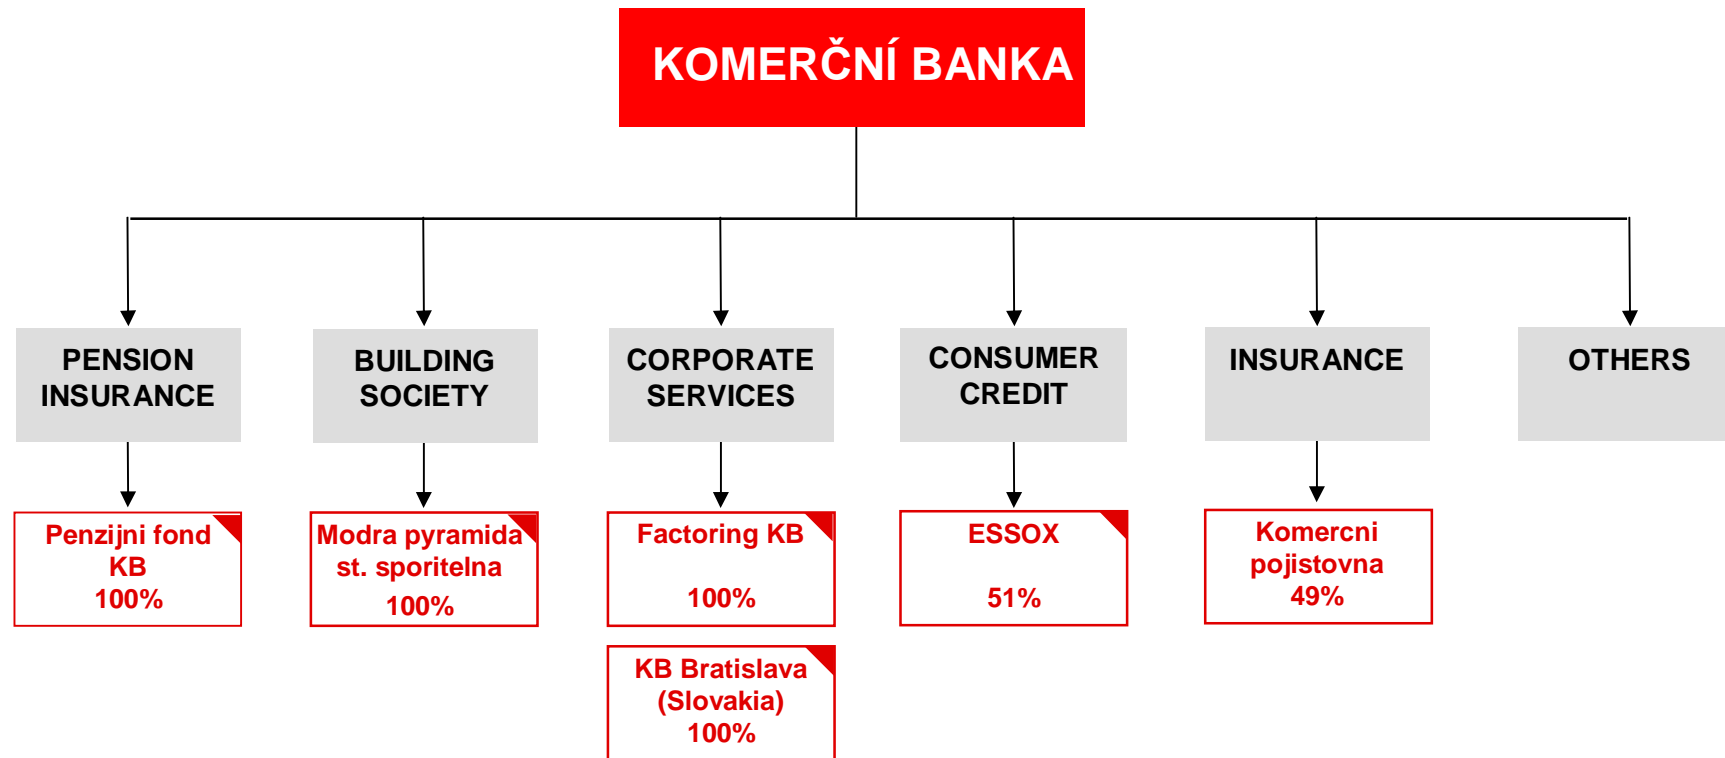 KOMERČNÍ BANKA
PENSION
INSURANCE
BUILDING
SOCIETY
CORPORATE
SERVICES
CONSUMER
CREDIT
INSURANCE
OTHERS
Penzijni fond
KB
100%
Modra pyramida
st. sporitelna
100%
Factoring KB
100%
ESSOX
51%
Komercni
pojistovna
49%
KB Bratislava
(Slovakia)
100%